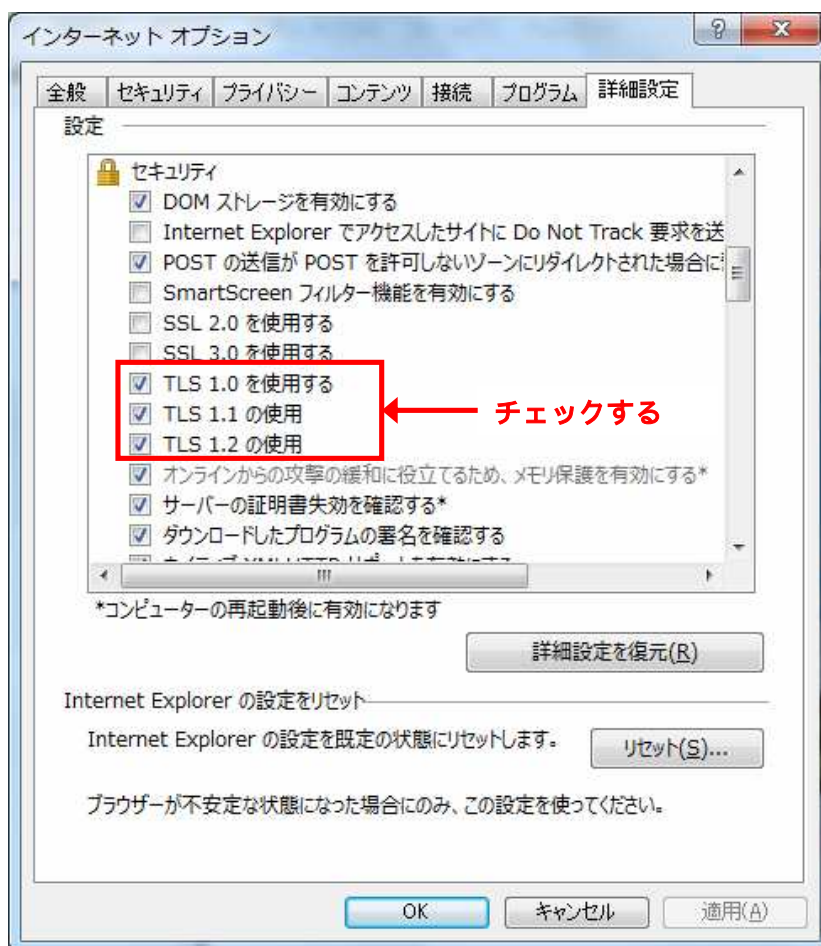 インターネット オプション
全般 セキュリティ プライバシー コンテンツ 接続 プログラム 詳細設定
設定
セキュリティ
DOM ストレージを有効にする
Internet Explorer でアクセスしたサイトに Do Not Track 要求を送
POST の送信が POST を許可しないゾーンにリダイレクトされた場合に
SmartScreen フィルター機能を有効にする
SSL 2.0 を使用する
SSL 3.0 を使用する
TLS 1.0 を使用する
TLS 1.1 の使用
チェックする
TLS 1.2 の使用
オンラインからの攻撃の緩和に役立てるため、メモリ保護を有効にする*
サーバーの証明書失効を確認する*
ダウンロードしたプログラムの署名を確認する
*コンピューターの再起動後に有効になります
詳細設定を復元(R)
Internet Explorer の設定をリセット
Internet Explorer の設定を既定の状態にリセットします。
リセット(S)...
ブラウザーが不安定な状態になった場合にのみ、この設定を使ってください。
OK キャンセル 適用(A)